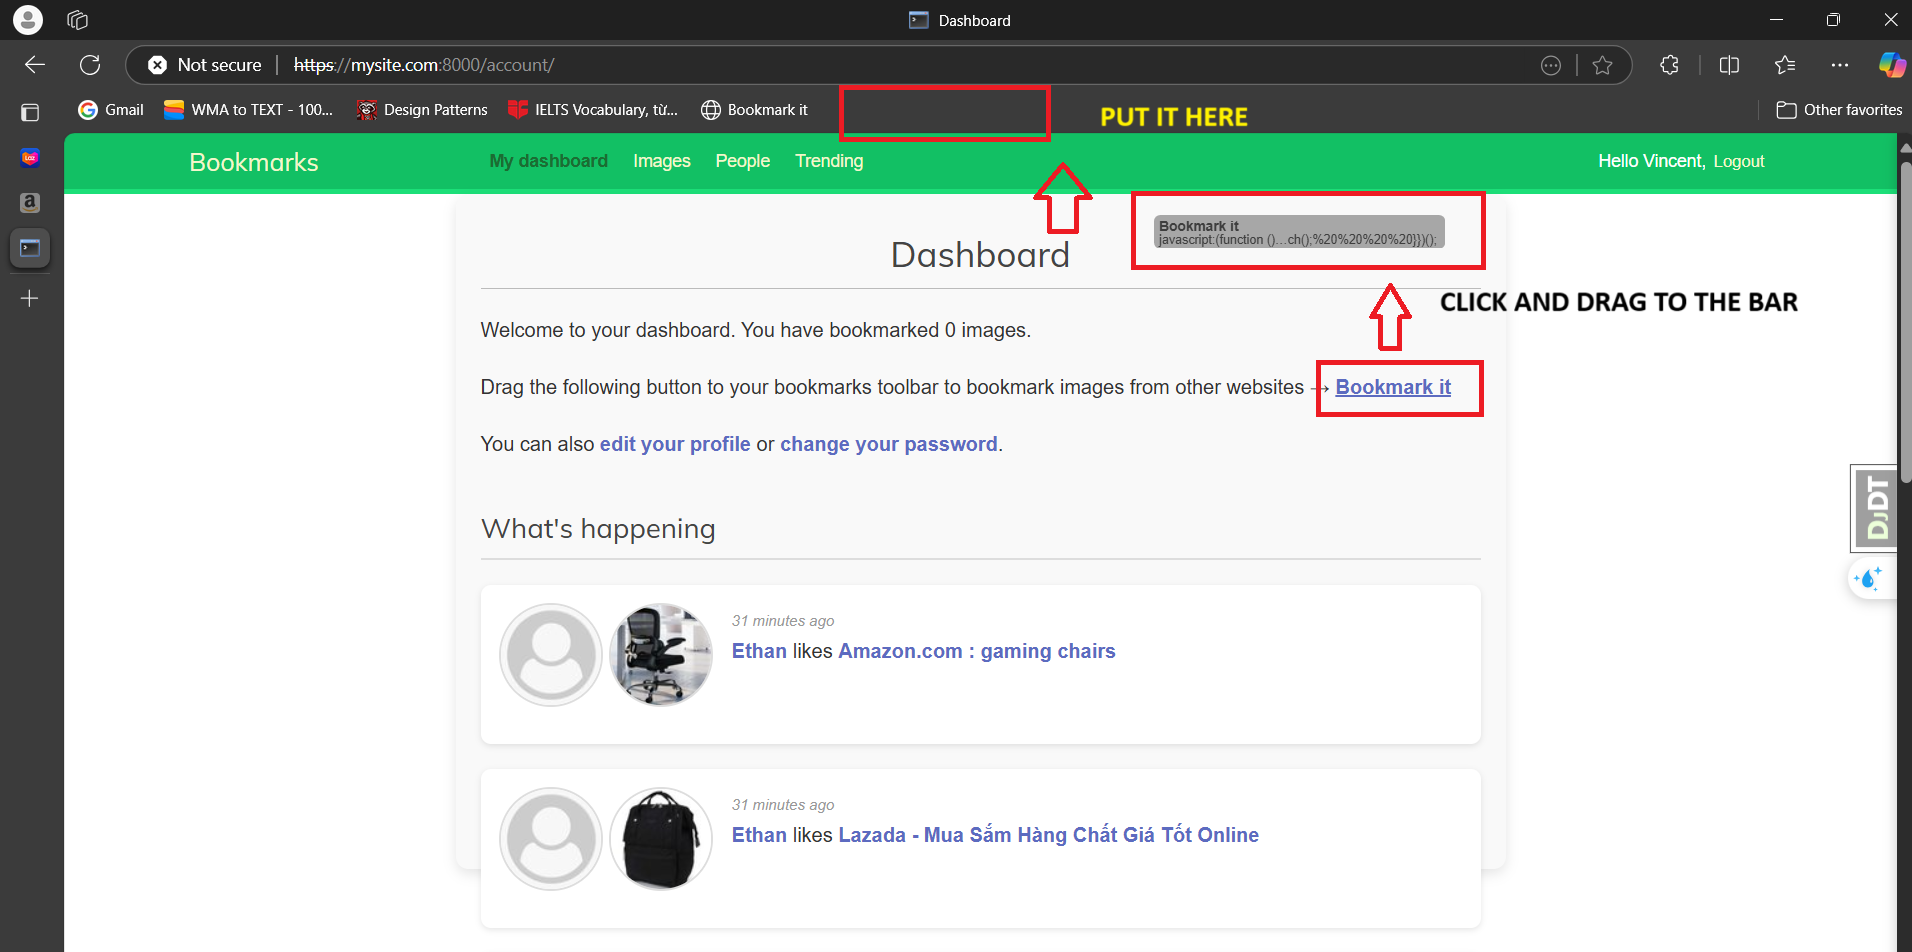 Dashboard
Not secure https://mysite.com:8000/account/
Gmail WMA to TEXT - 100... Design Patterns IELTS Vocabulary, từ... Bookmark it PUT IT HERE Other favorites
Bookmarks My dashboard Images People Trending Hello Vincent, Logout
Bookmark it
javascript:(function ()...ch();%20%20%20%20}})();
Dashboard
CLICK AND DRAG TO THE BAR
Welcome to your dashboard. You have bookmarked 0 images.
Drag the following button to your bookmarks toolbar to bookmark images from other websites → Bookmark it
You can also edit your profile or change your password.
DJDT
What's happening
31 minutes ago
Ethan likes Amazon.com : gaming chairs
31 minutes ago
Ethan likes Lazada - Mua Sắm Hàng Chất Giá Tốt Online